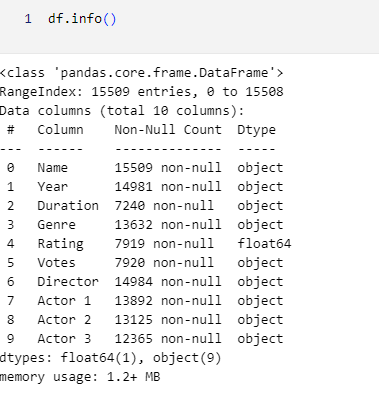 1 df.info()
<class 'pandas.core.frame.DataFrame'>
RangeIndex: 15509 entries, 0 to 15508
Data columns (total 10 columns):
 #   Column    Non-Null Count  Dtype
---  ------    --------------  -----
 0   Name      15509 non-null  object
 1   Year      14981 non-null  object
 2   Duration  7240 non-null   object
 3   Genre     13632 non-null  object
 4   Rating    7919 non-null   float64
 5   Votes     7920 non-null   object
 6   Director  14984 non-null  object
 7   Actor 1   13892 non-null  object
 8   Actor 2   13125 non-null  object
 9   Actor 3   12365 non-null  object
dtypes: float64(1), object(9)
memory usage: 1.2+ MB